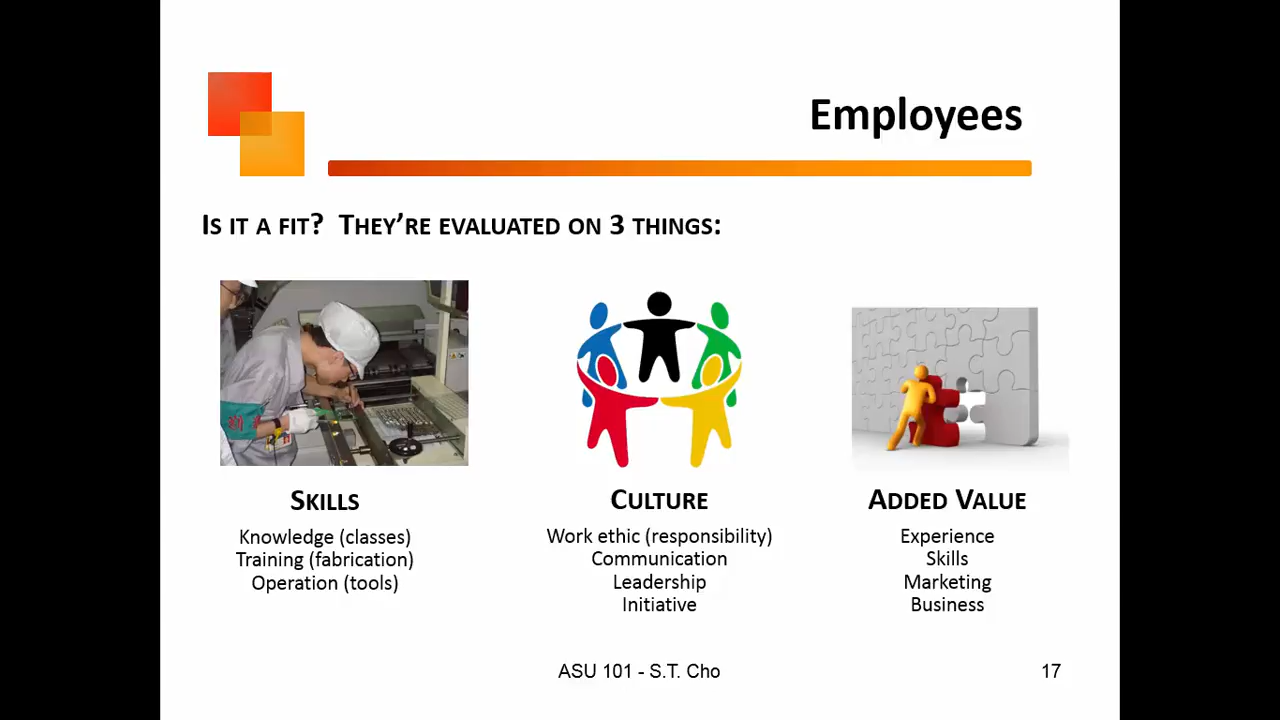 Employees
IS IT A FIT? THEY'RE EVALUATED ON 3 THINGS:
SKILLS
Knowledge (classes)
Training (fabrication)
Operation (tools)
CULTURE
Work ethic (responsibility)
Communication
Leadership
Initiative
ADDED VALUE
Experience
Skills
Marketing
Business
ASU 101 - S.T. Cho
17